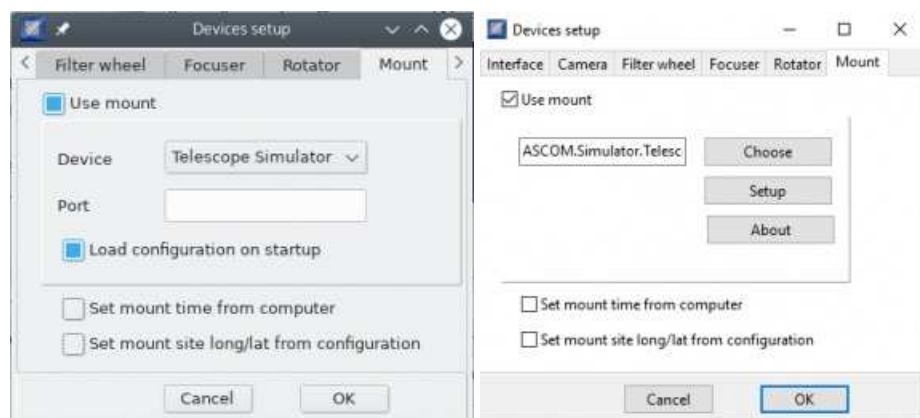 Devices setup
Filter wheel Focuser Rotator Mount
Use mount
Device Telescope Simulator
Port
Load configuration on startup
Set mount time from computer
Set mount site long/lat from configuration
Cancel OK
Devices setup
Interface Camera Filter wheel Focuser Rotator Mount
Use mount
ASCOM.Simulator.Telesc Choose
Setup
About
Set mount time from computer
Set mount site long/lat from configuration
Cancel OK